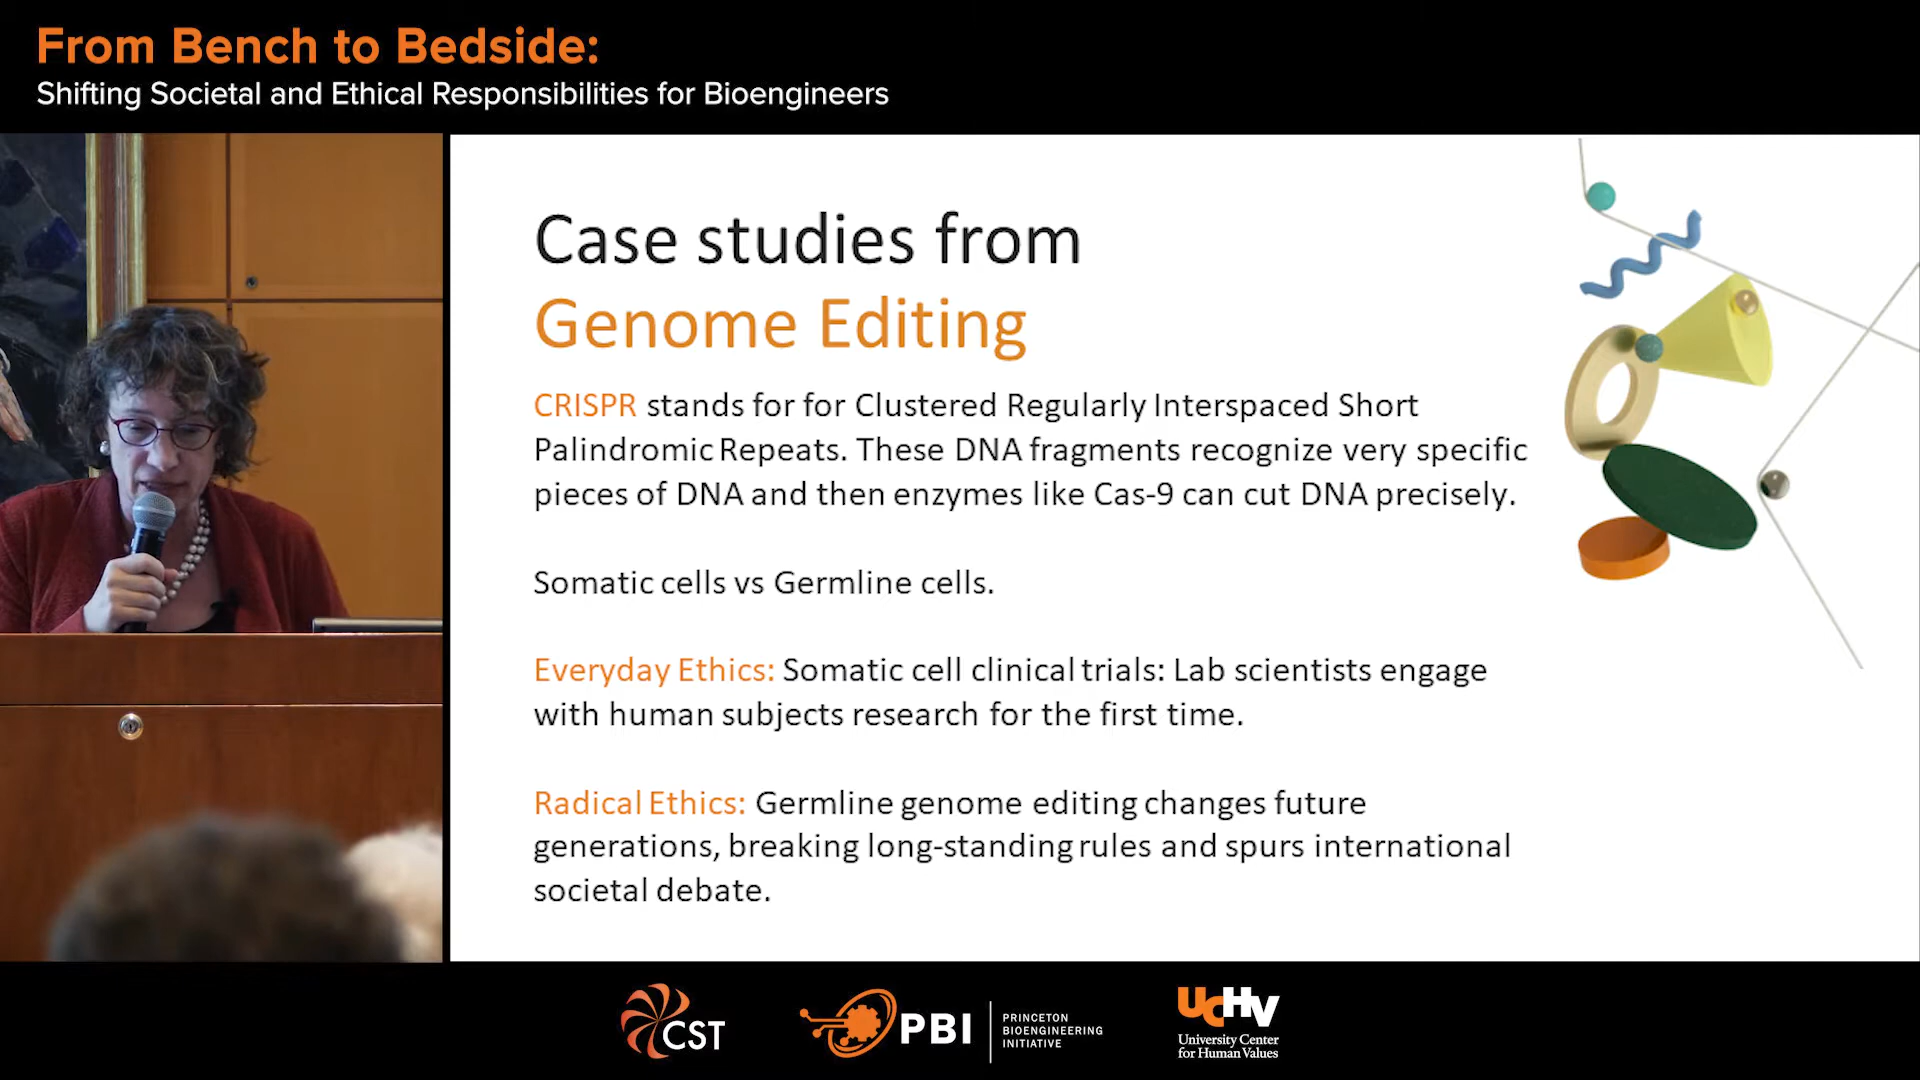 From Bench to Bedside:
Shifting Societal and Ethical Responsibilities for Bioengineers
Case studies from
Genome Editing
CRISPR stands for for Clustered Regularly Interspaced Short
Palindromic Repeats. These DNA fragments recognize very specific
pieces of DNA and then enzymes like Cas-9 can cut DNA precisely.
Somatic cells vs Germline cells.
Everyday Ethics: Somatic cell clinical trials: Lab scientists engage
with human subjects research for the first time.
Radical Ethics: Germline genome editing changes future
generations, breaking long-standing rules and spurs international
societal debate.
CST
PBI
PRINCETON
BIOENGINEERING
INITIATIVE
UCHV
University Center
for Human Values